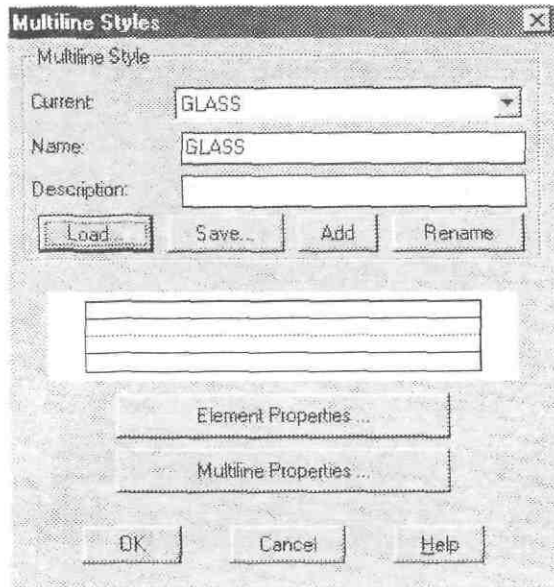 Multiline Styles
Multiline Style
Current: GLASS
Name: GLASS
Description:
Load... Save... Add Rename
Element Properties ...
Multiline Properties ...
OK Cancel Help